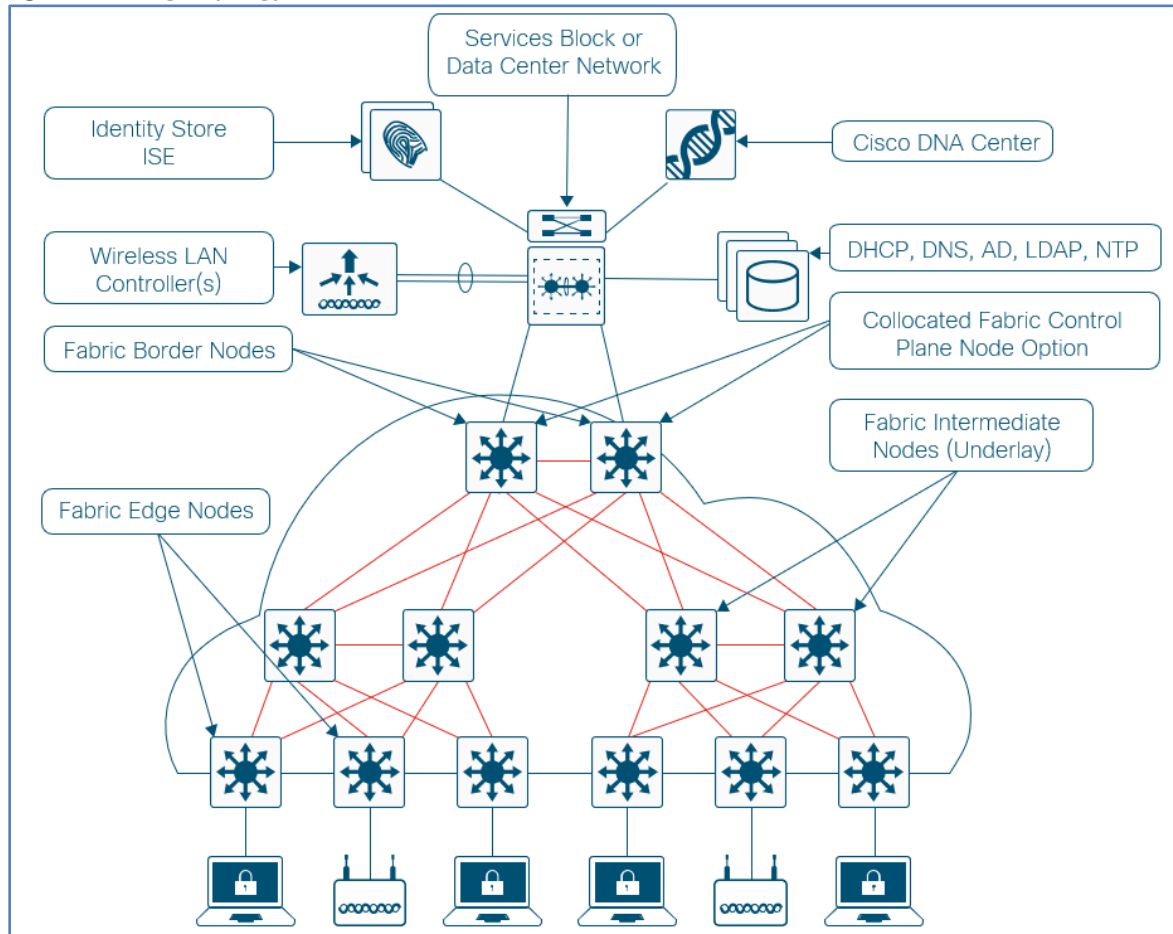 Services Block or
Data Center Network
Identity Store
ISE
Cisco DNA Center
Wireless LAN
Controller(s)
DHCP, DNS, AD, LDAP, NTP
Fabric Border Nodes
Collocated Fabric Control
Plane Node Option
Fabric Intermediate
Nodes (Underlay)
Fabric Edge Nodes